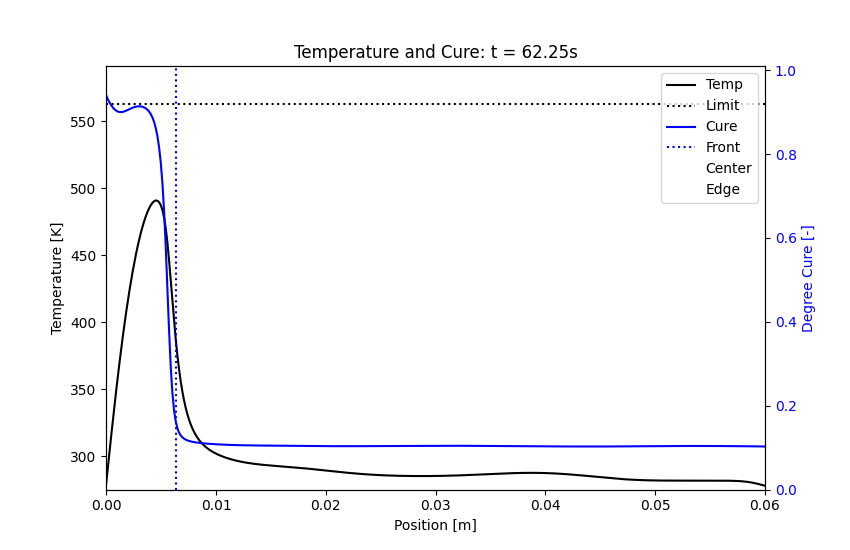 Temperature and Cure: t = 62.25s
Temp
Limit
Cure
Front
Center
Edge
550
500
450
400
350
300
Temperature [K]
1.0
0.8
0.6
0.4
0.2
0.0
Degree Cure [-]
0.00 0.01 0.02 0.03 0.04 0.05 0.06
Position [m]